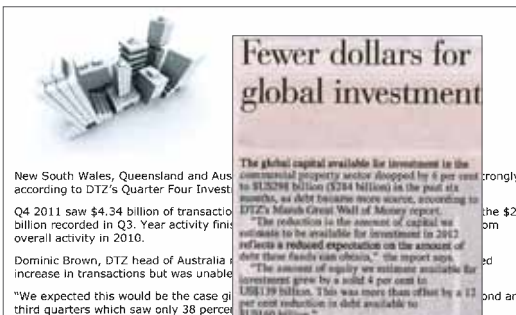 Fewer dollars for
global investment
The global capital available for investment in the
commercial property sector dropped by 6 per cent
to $US298 billion ($284 billion) in the past six
months, as debt became more scarce, according to
DTZ's March Great Wall of Money report.
"The reduction in the amount of capital we
estimate to be available for investment in 2012
reflects a reduced expectation on the amount of
debt these funds can obtain," the report says.
"The amount of equity we estimate available for
investment grew by a solid 4 per cent to
US$139 billion. This was more than offset by a 12
per cent reduction in debt available to
New South Wales, Queensland and Aus
according to DTZ's Quarter Four Invest
Q4 2011 saw $4.34 billion of transactio the $2
billion recorded in Q3. Year activity finis om
overall activity in 2010.
Dominic Brown, DTZ head of Australia ed
increase in transactions but was unable
"We expected this would be the case gi ond an
third quarters which saw only 38 percen